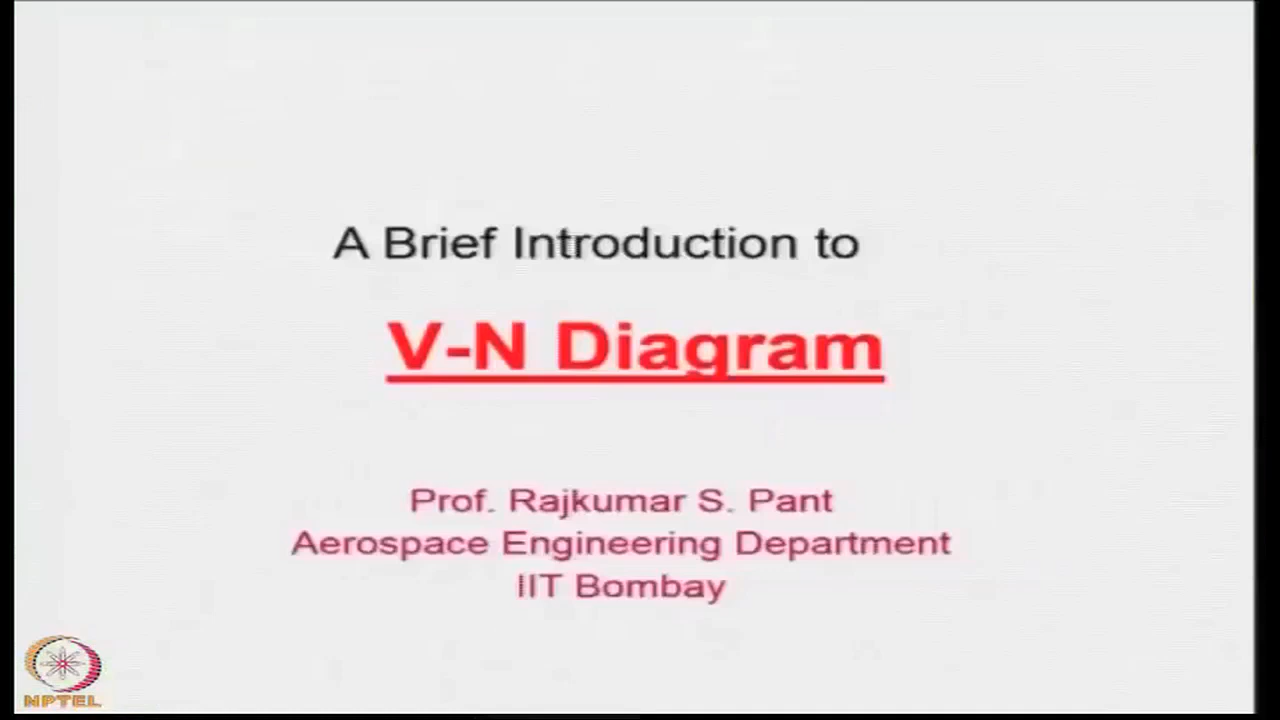 A Brief Introduction to
V-N Diagram
Prof. Rajkumar S. Pant
Aerospace Engineering Department
IIT Bombay
NPTEL